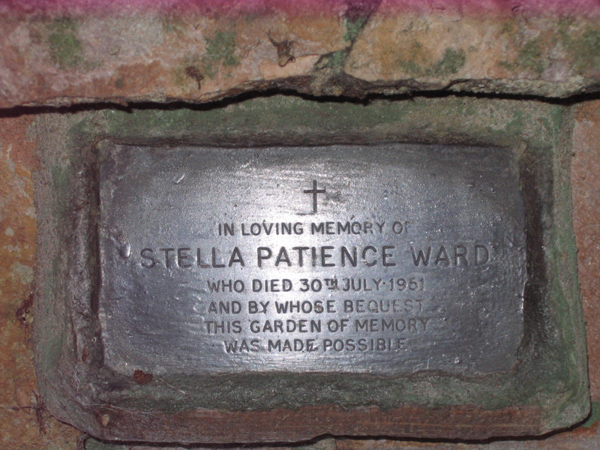 IN LOVING MEMORY OF
STELLA PATIENCE WARD
WHO DIED 30TH JULY·1961
AND BY WHOSE BEQUEST
THIS GARDEN OF MEMORY
WAS MADE POSSIBLE